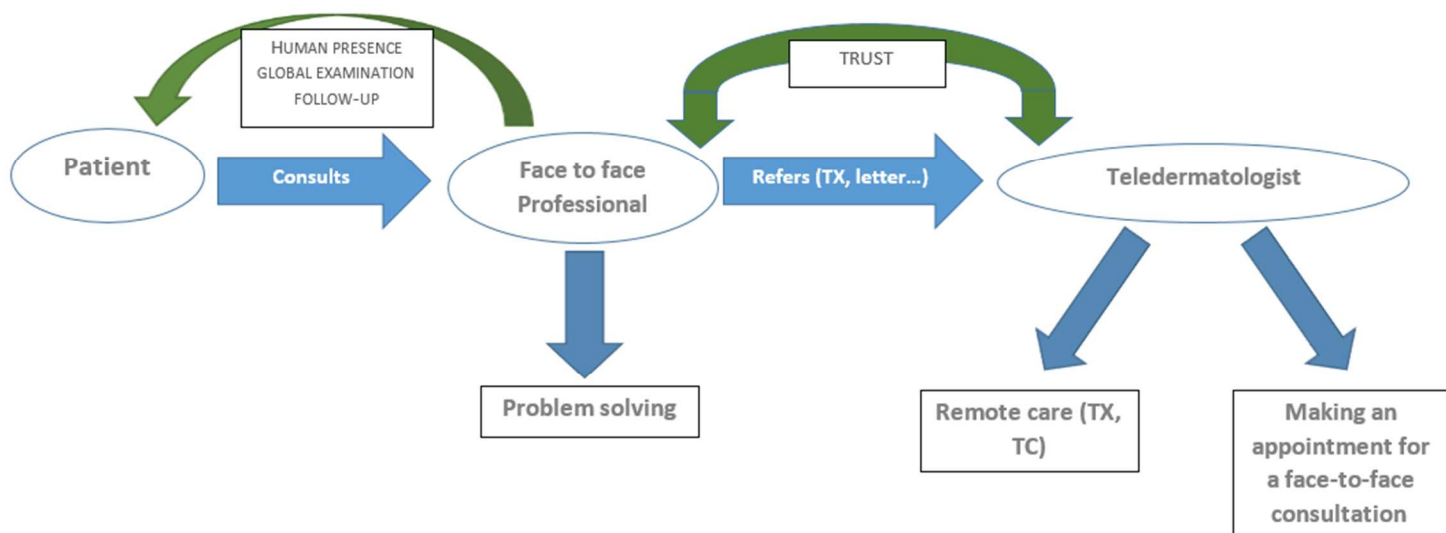 HUMAN PRESENCE
GLOBAL EXAMINATION
FOLLOW-UP
TRUST
Patient
Consults
Face to face
Professional
Refers (TX, letter...)
Teledermatologist
Problem solving
Remote care (TX,
TC)
Making an
appointment for
a face-to-face
consultation